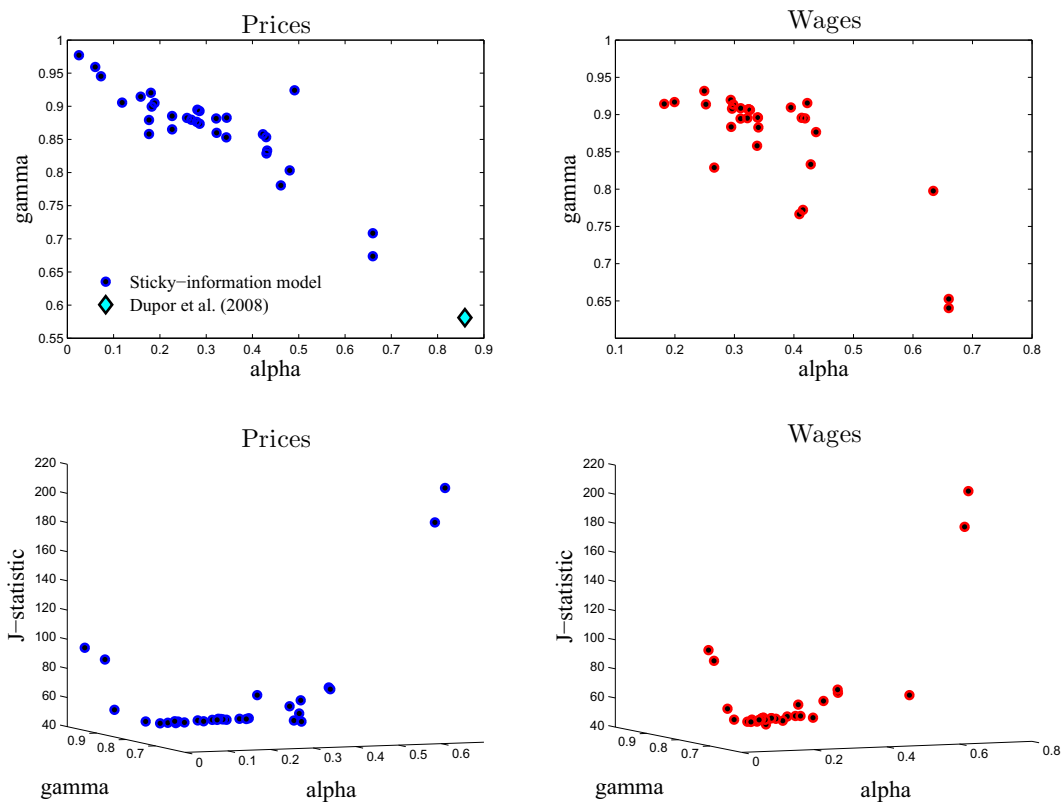 Prices
1
0.95
0.9
0.85
0.8
0.75
0.7
0.65
0.6
0.55
gamma
Sticky−information model
Dupor et al. (2008)
0 0.1 0.2 0.3 0.4 0.5 0.6 0.7 0.8 0.9
alpha
Wages
1
0.95
0.9
0.85
0.8
0.75
0.7
0.65
gamma
0.1 0.2 0.3 0.4 0.5 0.6 0.7 0.8
alpha
Prices
220
200
180
160
140
120
100
80
60
40
J−statistic
0.9 0.8 0.7
gamma
0 0.1 0.2 0.3 0.4 0.5 0.6
alpha
Wages
220
200
180
160
140
120
100
80
60
40
J−statistic
0.9 0.8 0.7
gamma
0 0.2 0.4 0.6 0.8
alpha